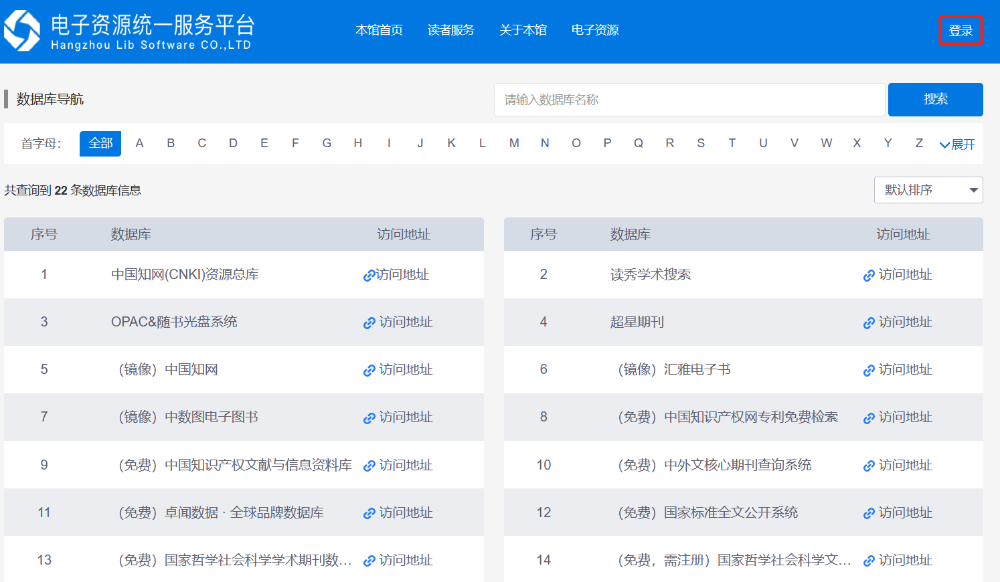 电子资源统一服务平台
Hangzhou Lib Software CO.,LTD
本馆首页 读者服务 关于本馆 电子资源
登录
数据库导航
请输入数据库名称
搜索
首字母: 全部 A B C D E F G H I J K L M N O P Q R S T U V W X Y Z 展开
共查询到 22 条数据库信息
默认排序
序号 数据库 访问地址 序号 数据库 访问地址
1 中国知网(CNKI)资源总库 访问地址 2 读秀学术搜索 访问地址
3 OPAC&随书光盘系统 访问地址 4 超星期刊 访问地址
5 （镜像）中国知网 访问地址 6 （镜像）汇雅电子书 访问地址
7 （镜像）中数图电子图书 访问地址 8 （免费）中国知识产权网专利免费检索 访问地址
9 （免费）中国知识产权文献与信息资料库 访问地址 10 （免费）中外文核心期刊查询系统 访问地址
11 （免费）卓闻数据 · 全球品牌数据库 访问地址 12 （免费）国家标准全文公开系统 访问地址
13 （免费）国家哲学社会科学学术期刊数... 访问地址 14 （免费，需注册）国家哲学社会科学文... 访问地址